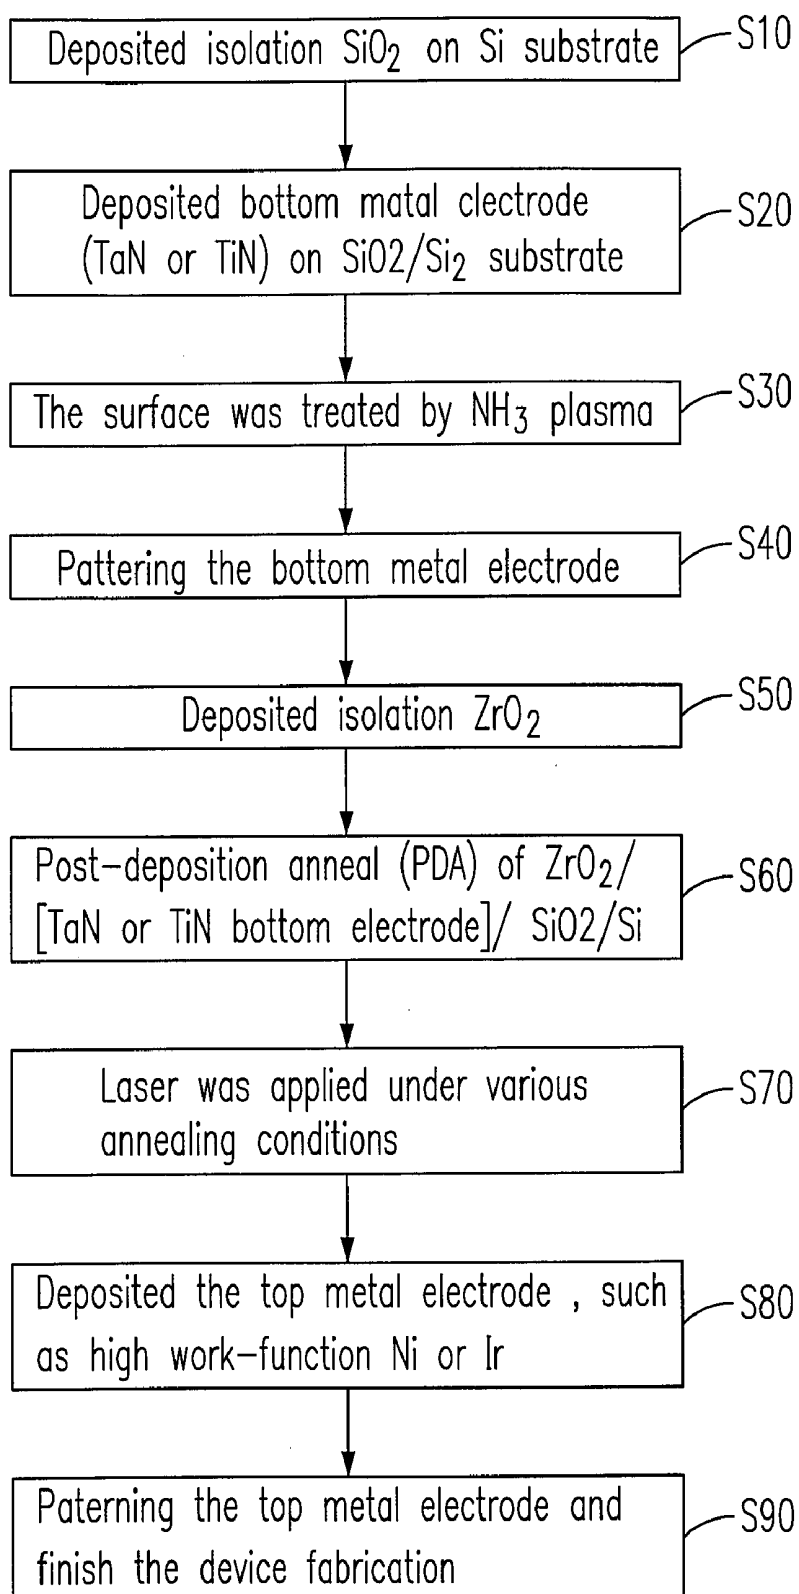 Deposited isolation SiO₂ on Si substrate
S10
Deposited bottom matal clectrode
(TaN or TiN) on SiO2/Si₂ substrate
S20
The surface was treated by NH₃ plasma
S30
Pattering the bottom metal electrode
S40
Deposited isolation ZrO₂
S50
Post-deposition anneal (PDA) of ZrO₂/
[TaN or TiN bottom electrode]/ SiO2/Si
S60
Laser was applied under various
annealing conditions
S70
Deposited the top metal electrode , such
as high work-function Ni or Ir
S80
Paterning the top metal electrode and
finish the device fabrication
S90